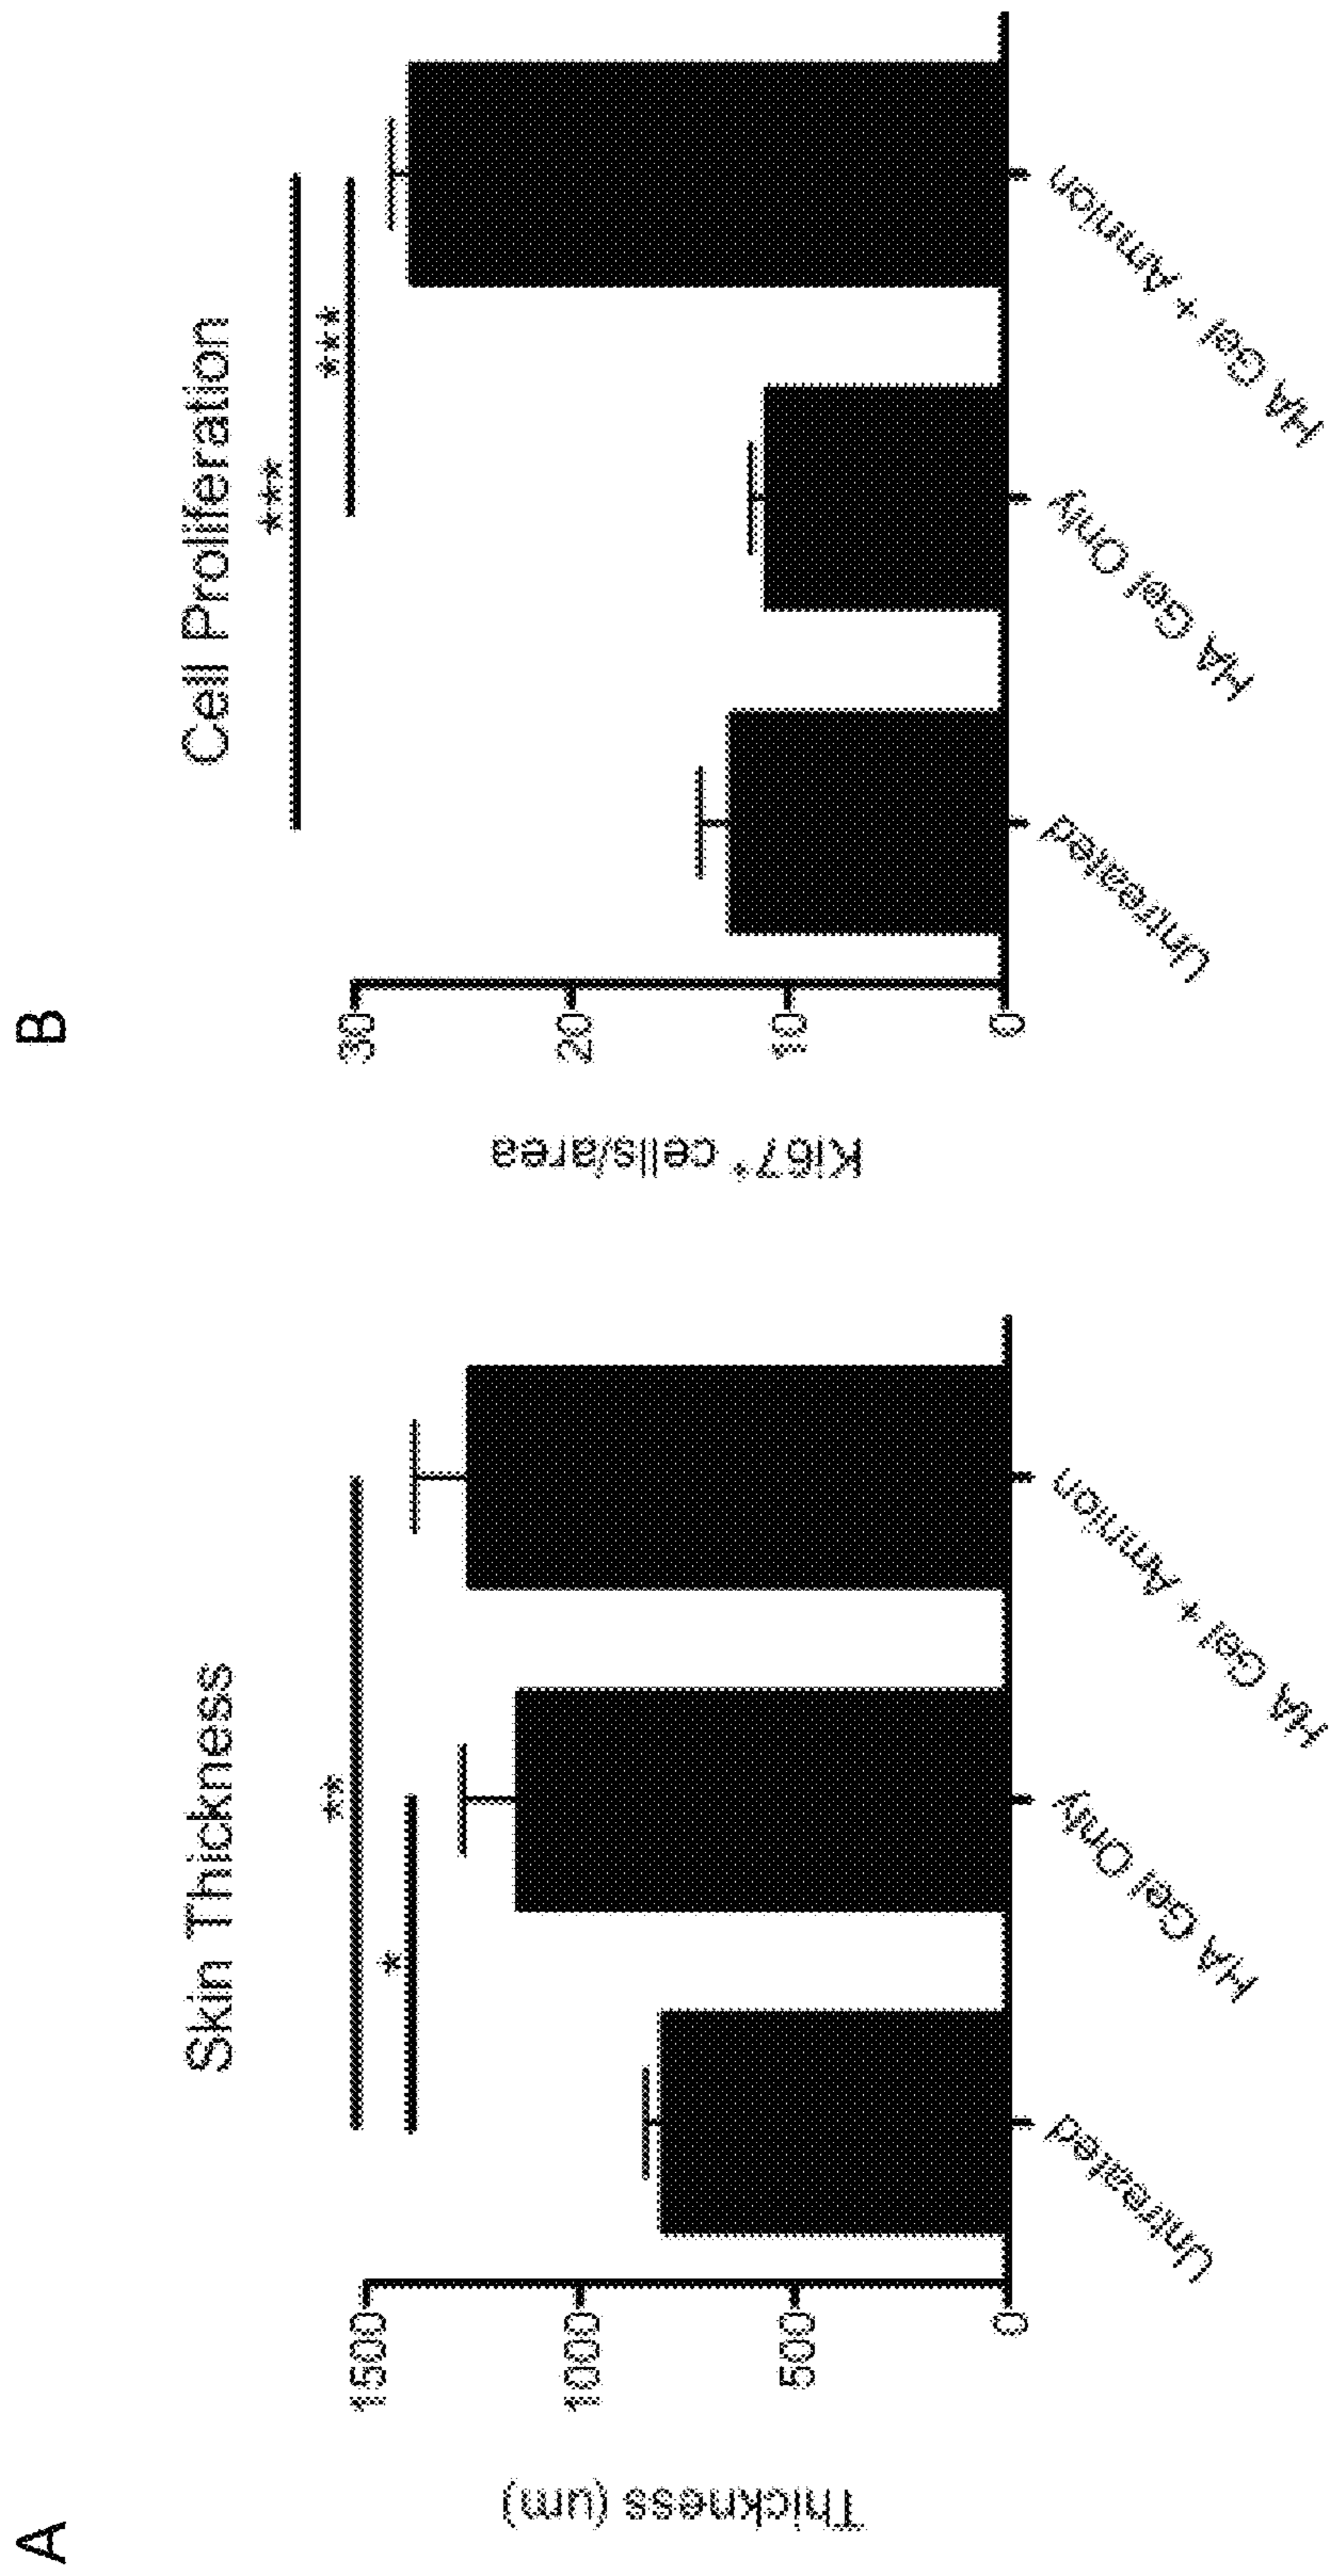 A
Skin Thickness
**
*
Thickness (um)
1500
1000
500
0
Untreated
HA Gel Only
HA Gel + Amnion
B
Cell Proliferation
***
***
Ki67+ cells/area
30
20
10
0
Untreated
HA Gel Only
HA Gel + Amnion